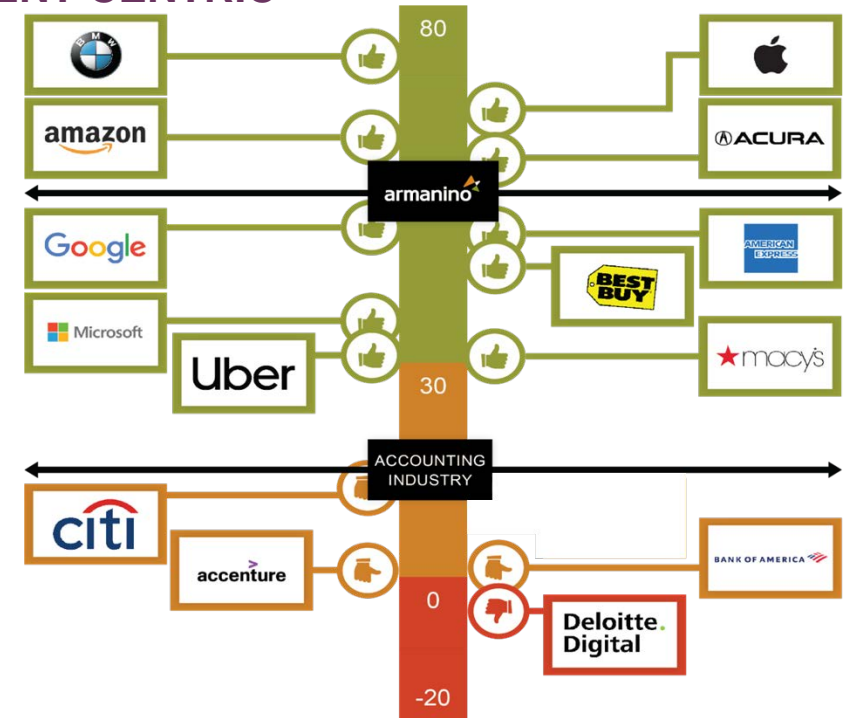 80
BMW
amazon
ACURA
armanino
Google
AMERICAN
EXPRESS
BEST
BUY
Microsoft
Uber
macy's
30
ACCOUNTING
INDUSTRY
citi
accenture
BANK OF AMERICA
0
Deloitte.
Digital
-20